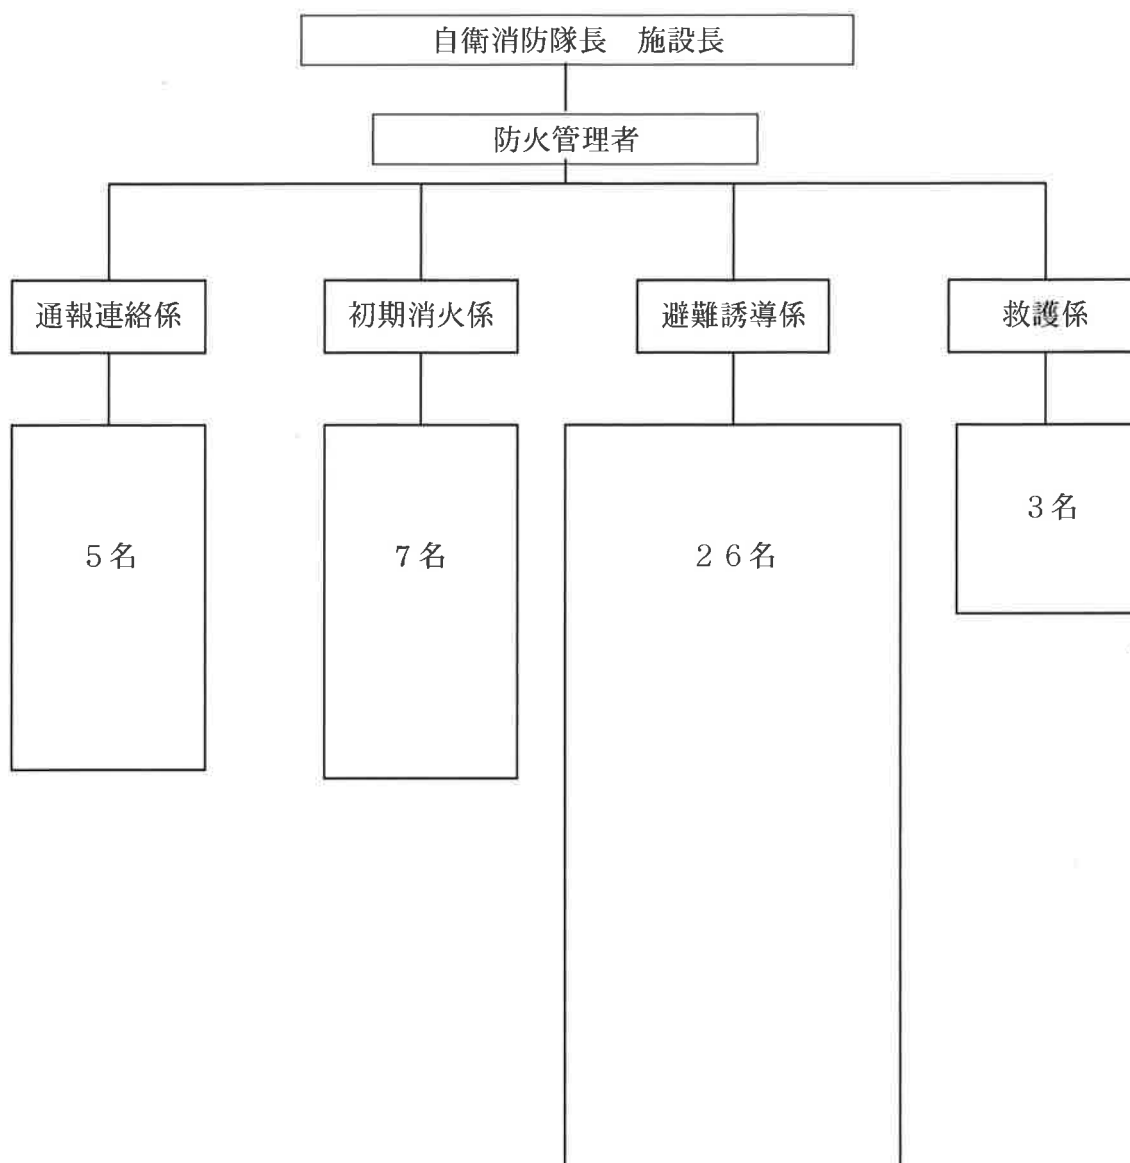 自衛消防隊長　施設長
防火管理者
通報連絡係
初期消火係
避難誘導係
救護係
５名
７名
２６名
３名